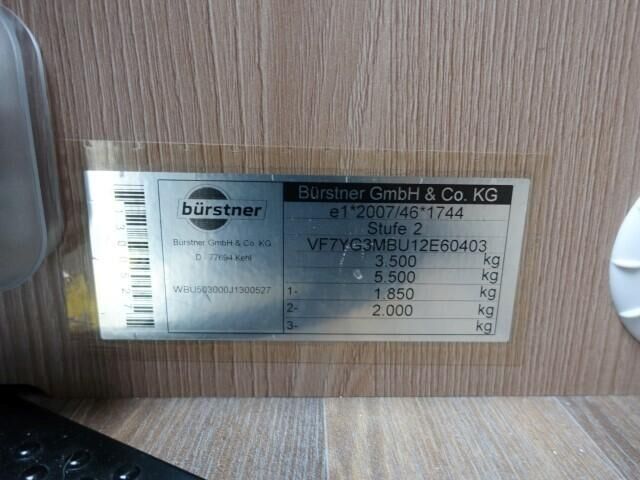 1300527
bürstner
Bürstner GmbH & Co. KG
D - 77694 Kehl
WBU503000J1300527
Bürstner GmbH & Co. KG
e1*2007/46*1744
Stufe 2
VF7YG3MBU12E60403
3.500 kg
5.500 kg
1- 1.850 kg
2- 2.000 kg
3- kg